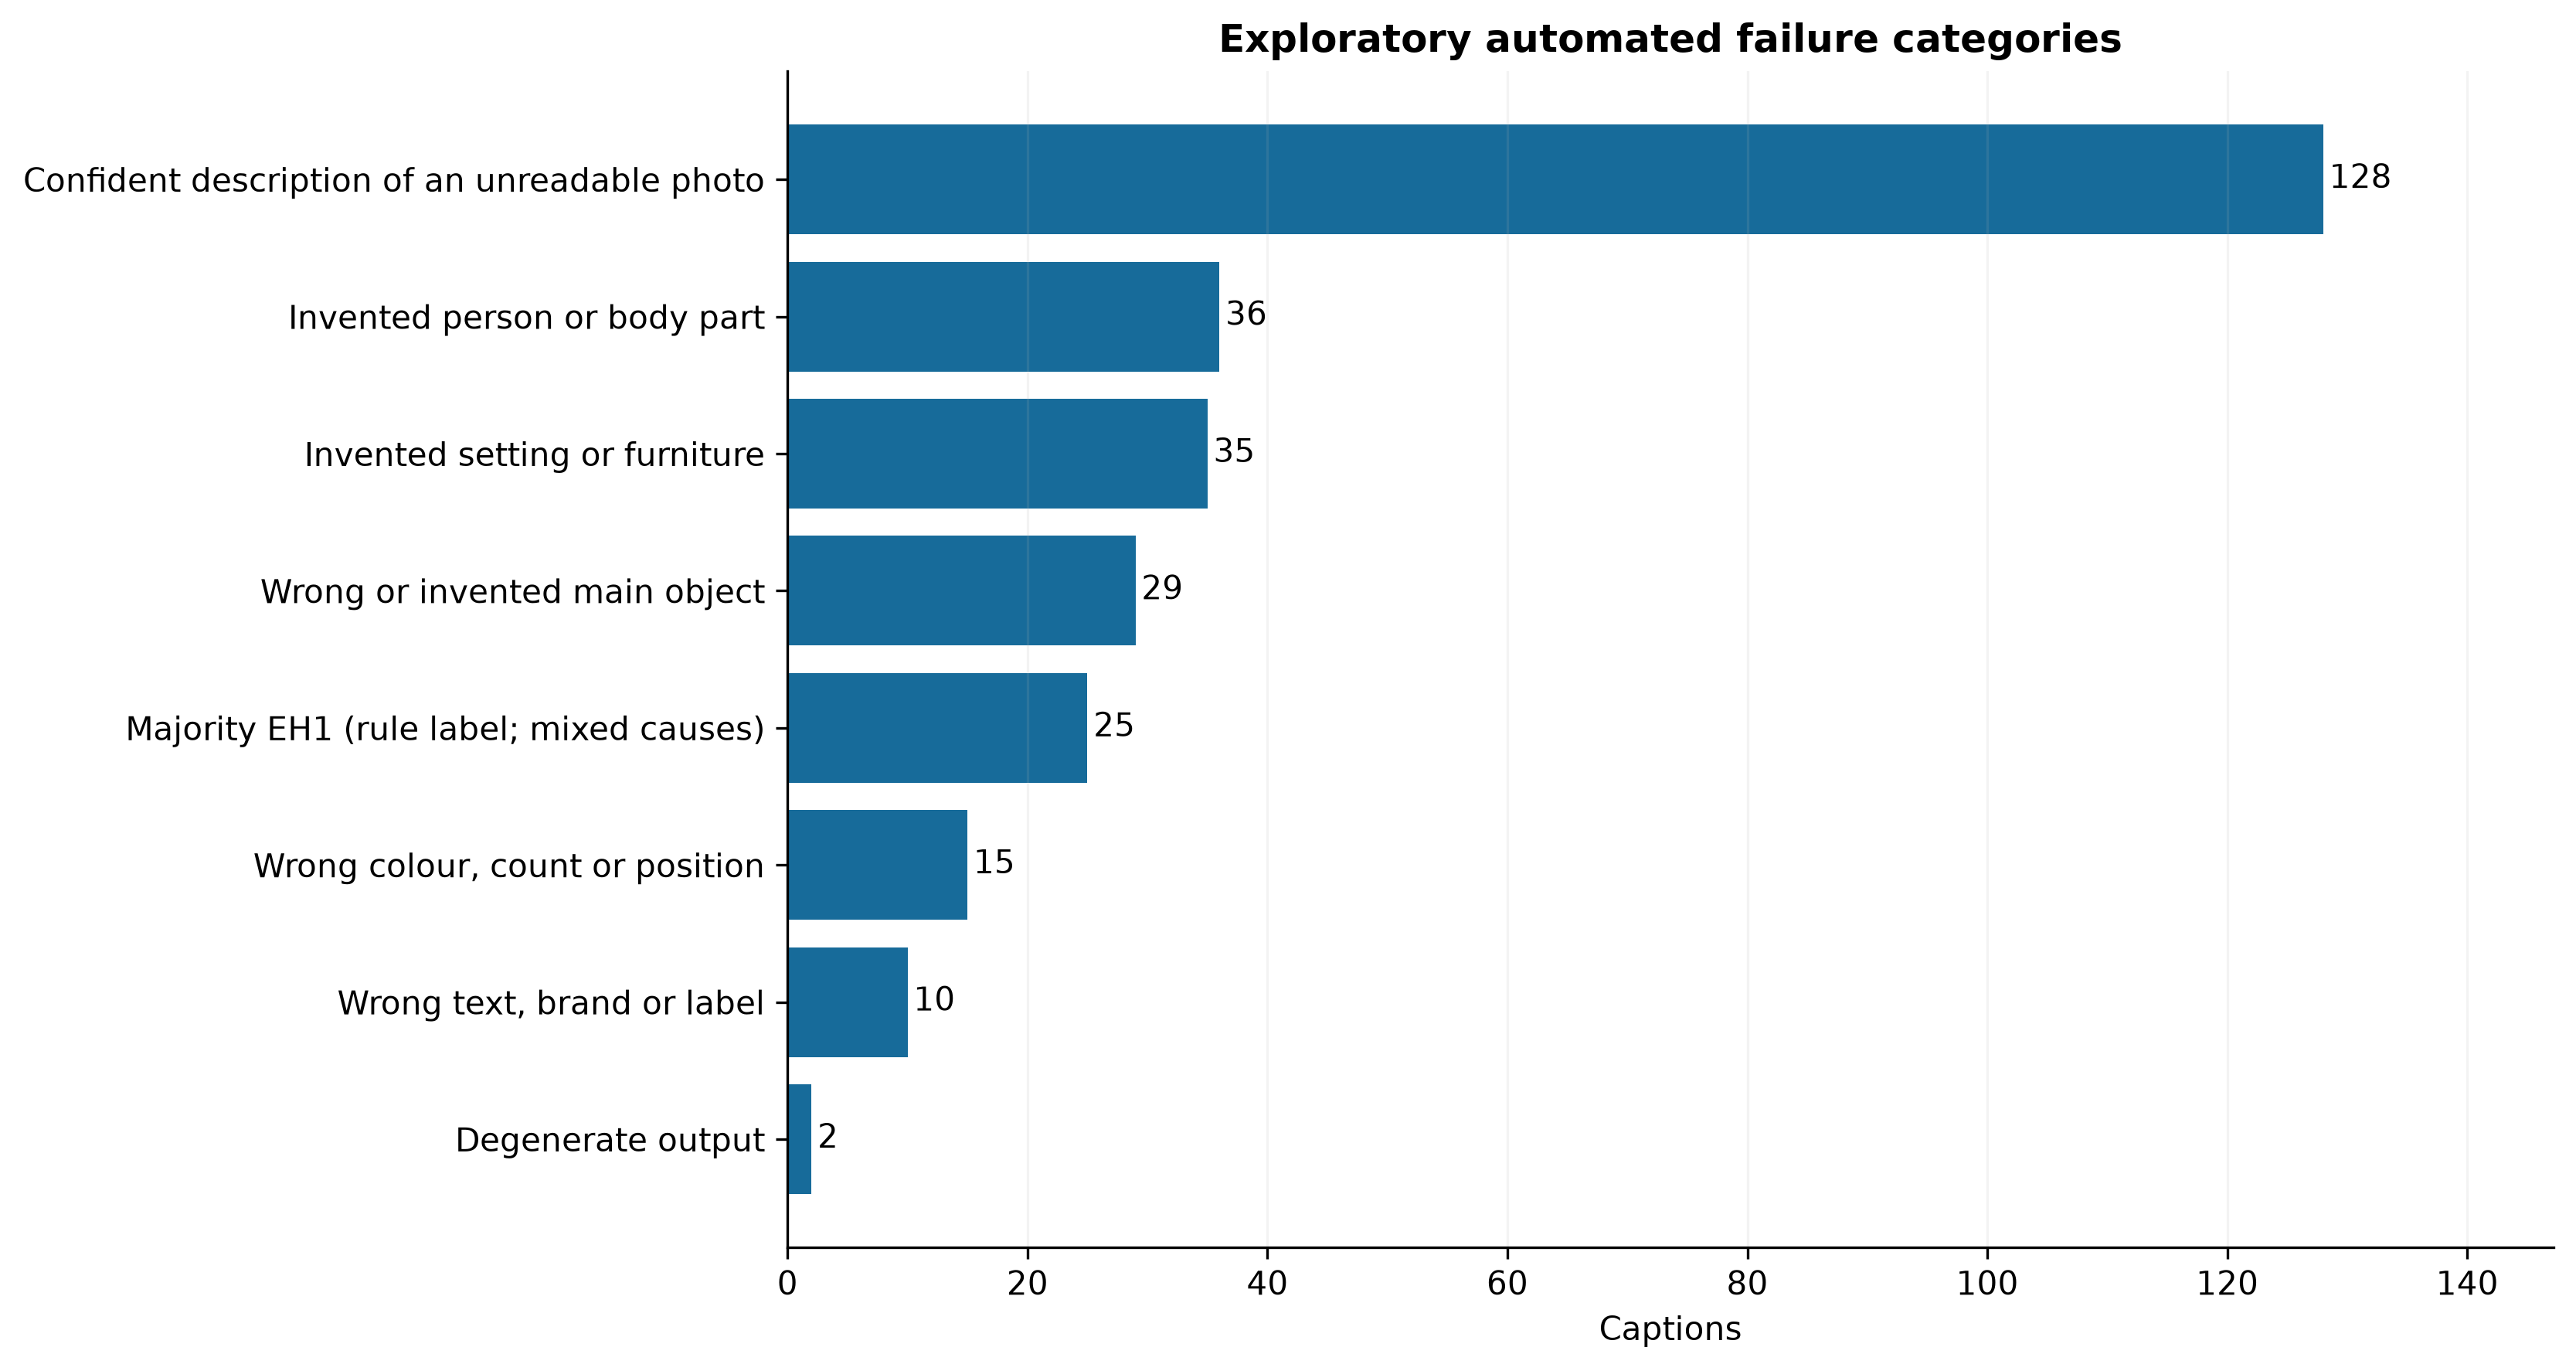 Exploratory automated failure categories
Confident description of an unreadable photo 128
Invented person or body part 36
Invented setting or furniture 35
Wrong or invented main object 29
Majority EH1 (rule label; mixed causes) 25
Wrong colour, count or position 15
Wrong text, brand or label 10
Degenerate output 2
0 20 40 60 80 100 120 140
Captions